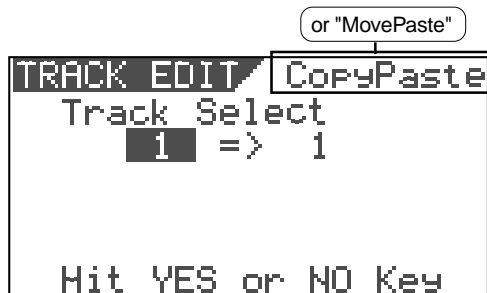 or "MovePaste"
TRACK EDIT CopyPaste
Track Select
1 => 1
Hit YES or NO Key